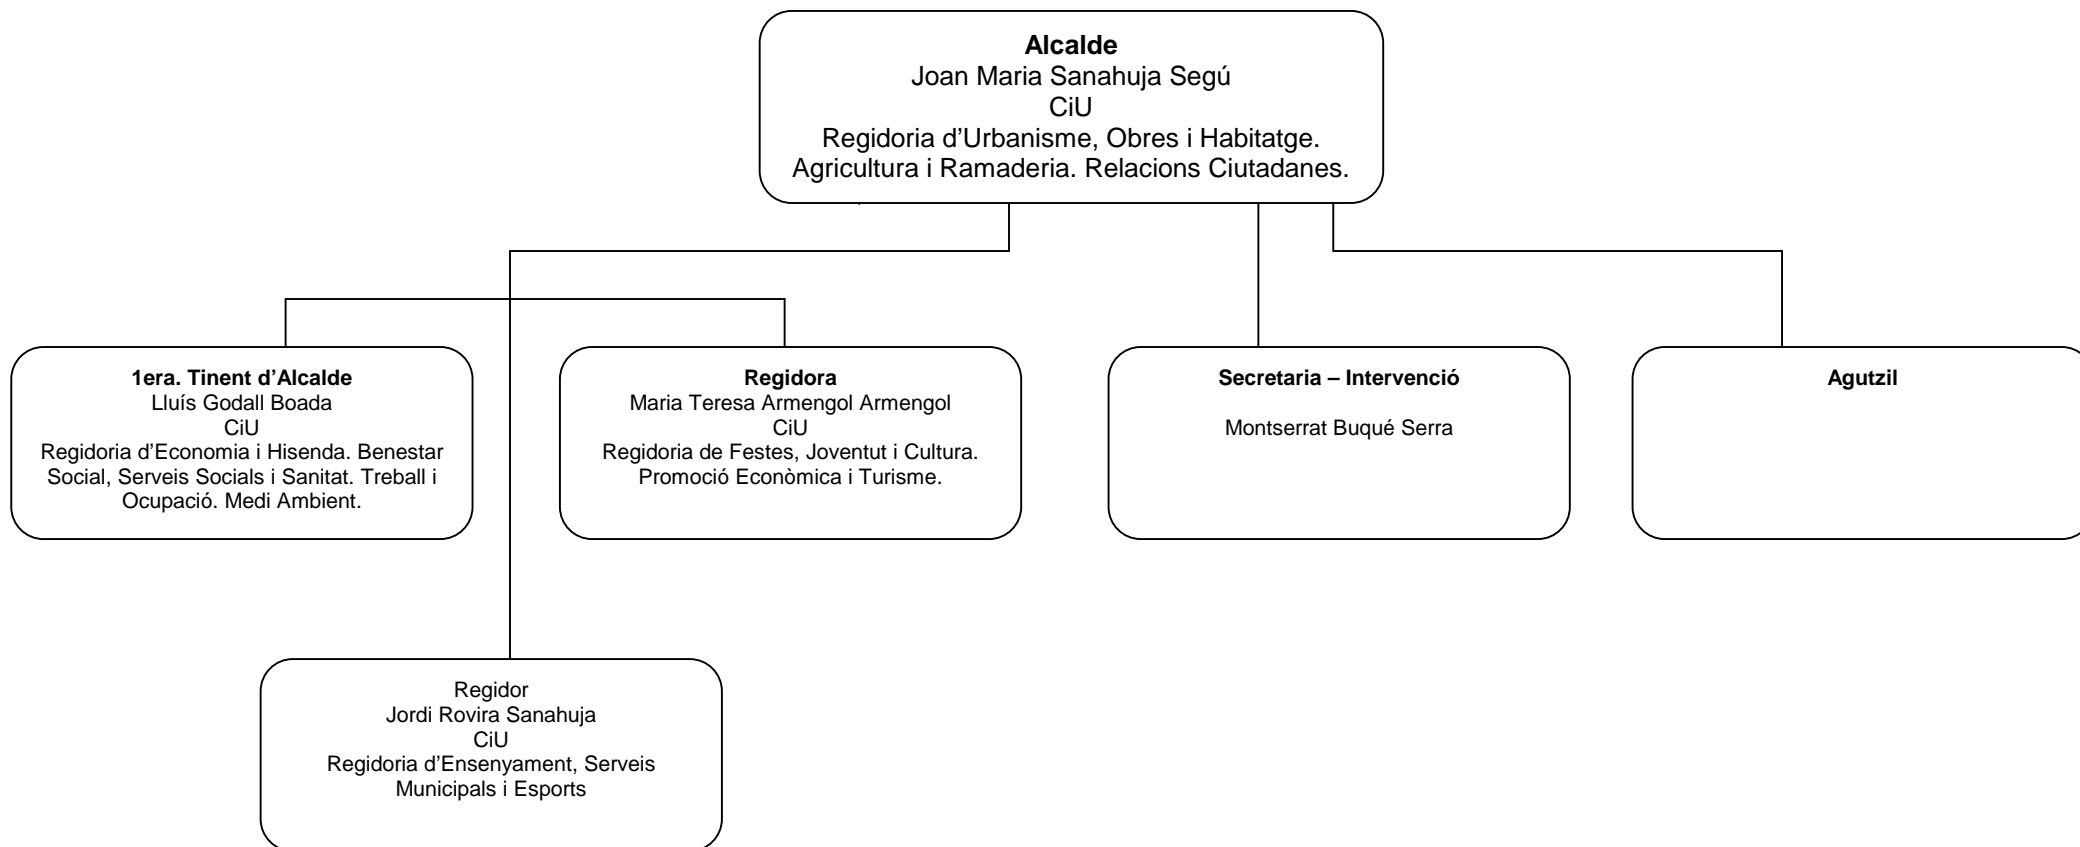 Alcalde
Joan Maria Sanahuja Segú
CiU
Regidoria d’Urbanisme, Obres i Habitatge.
Agricultura i Ramaderia. Relacions Ciutadanes.
1era. Tinent d’Alcalde
Lluís Godall Boada
CiU
Regidoria d’Economia i Hisenda. Benestar
Social, Serveis Socials i Sanitat. Treball i
Ocupació. Medi Ambient.
Regidora
Maria Teresa Armengol Armengol
CiU
Regidoria de Festes, Joventut i Cultura.
Promoció Econòmica i Turisme.
Secretaria – Intervenció
Montserrat Buqué Serra
Agutzil
Regidor
Jordi Rovira Sanahuja
CiU
Regidoria d’Ensenyament, Serveis
Municipals i Esports